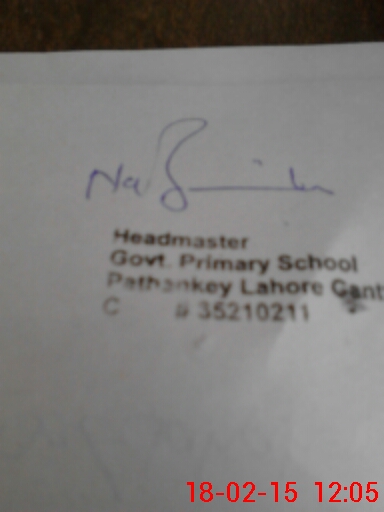 Headmaster
Govt. Primary School
Pathankey Lahore Cant
C # 35210211
18-02-15 12:05